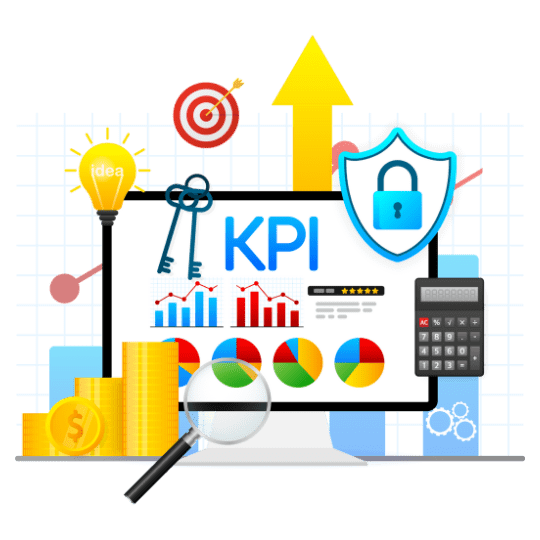 idea
KPI
$
AC % √ × ÷
7 8 9
4 5 6 0
1 2 3 =